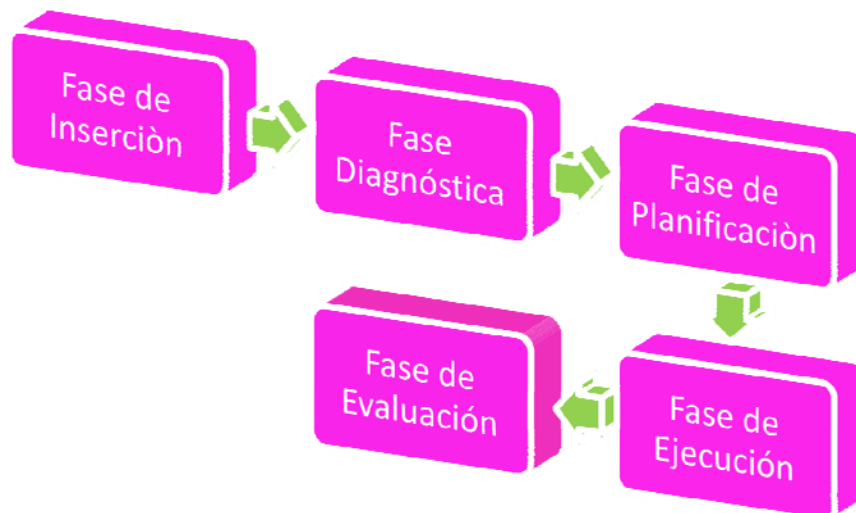 Fase de
Inserciòn
Fase
Diagnóstica
Fase de
Planificaciòn
Fase de
Ejecución
Fase de
Evaluación